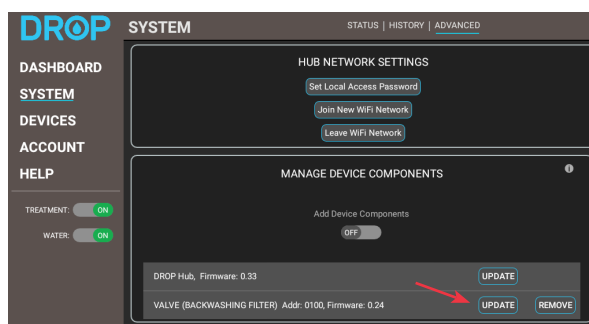 DROP
SYSTEM
STATUS | HISTORY | ADVANCED
DASHBOARD
SYSTEM
DEVICES
ACCOUNT
HELP
TREATMENT: ON
WATER: ON
HUB NETWORK SETTINGS
Set Local Access Password
Join New WiFi Network
Leave WiFi Network
MANAGE DEVICE COMPONENTS
Add Device Components
OFF
DROP Hub, Firmware: 0.33 UPDATE
VALVE (BACKWASHING FILTER) Addr: 0100, Firmware: 0.24 UPDATE REMOVE